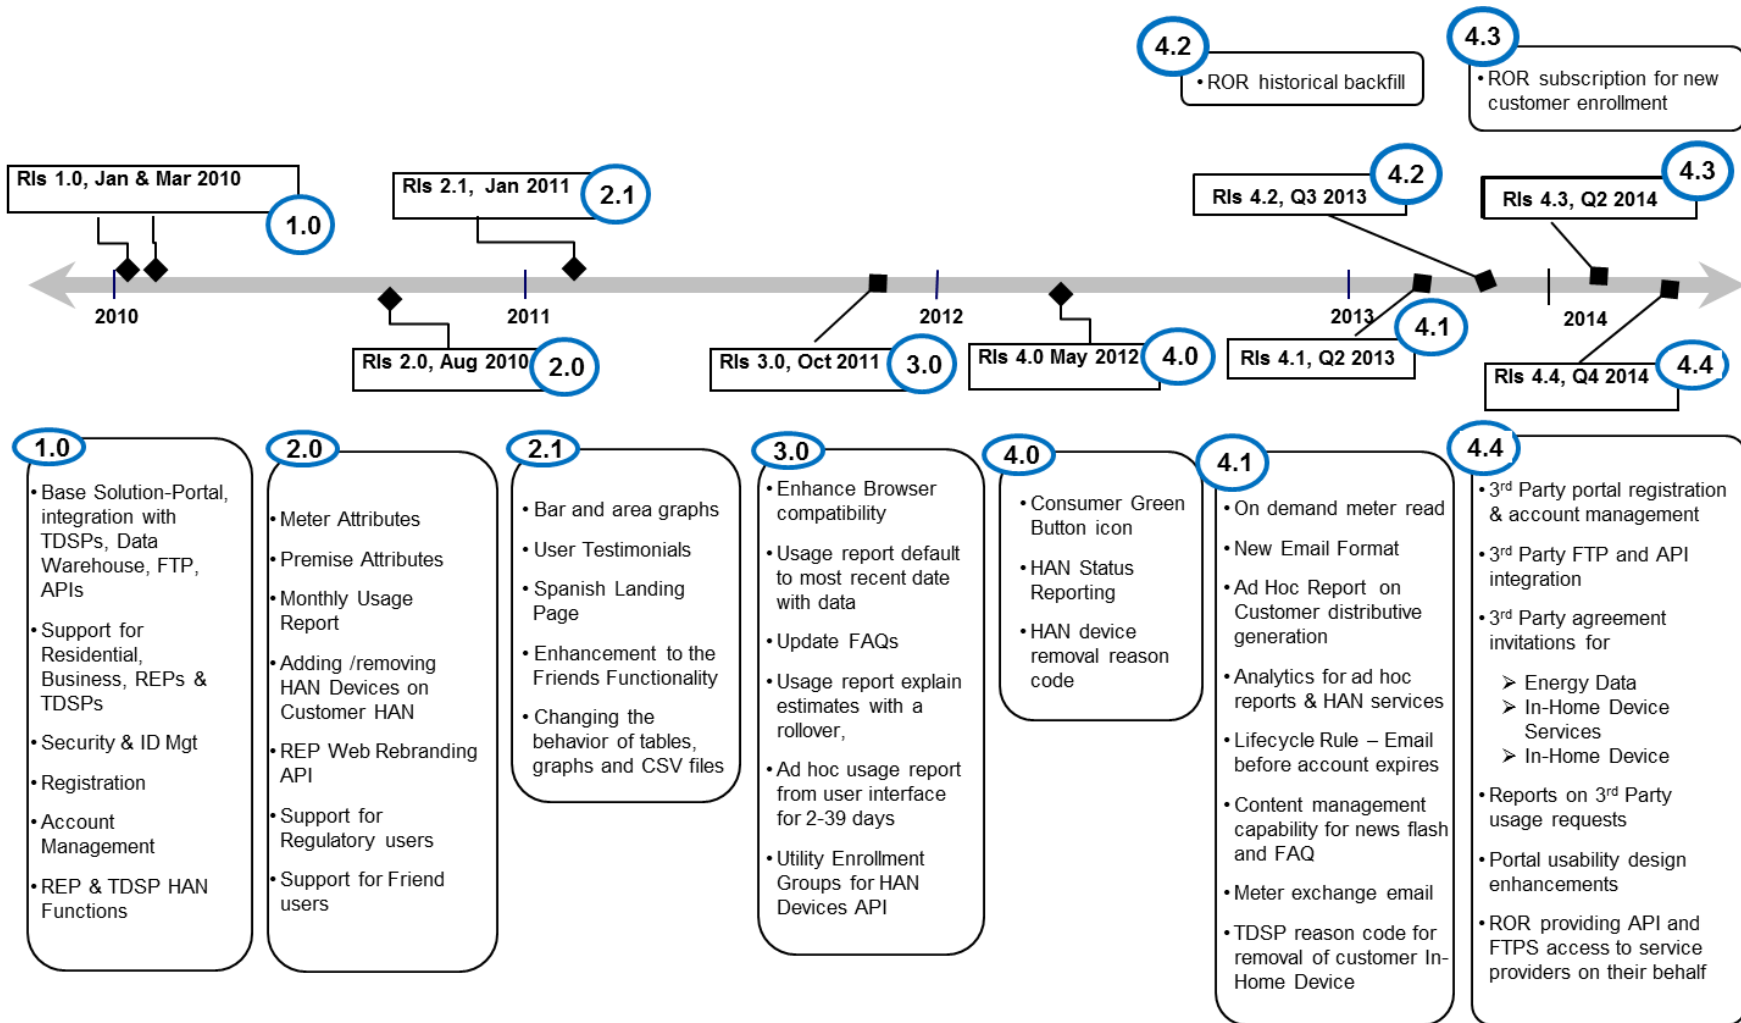 4.2
• ROR historical backfill
4.3
• ROR subscription for new
customer enrollment
Rls 1.0, Jan & Mar 2010
1.0
Rls 2.1, Jan 2011
2.1
Rls 4.2, Q3 2013
4.2
Rls 4.3, Q2 2014
4.3
2010
2011
2012
2013
2014
Rls 2.0, Aug 2010
2.0
Rls 3.0, Oct 2011
3.0
Rls 4.0 May 2012
4.0
Rls 4.1, Q2 2013
4.1
Rls 4.4, Q4 2014
4.4
1.0
• Base Solution-Portal,
integration with
TDSPs, Data
Warehouse, FTP,
APIs
• Support for
Residential,
Business, REPs &
TDSPs
• Security & ID Mgt
• Registration
• Account
Management
• REP & TDSP HAN
Functions
2.0
• Meter Attributes
• Premise Attributes
• Monthly Usage
Report
• Adding /removing
HAN Devices on
Customer HAN
• REP Web Rebranding
API
• Support for
Regulatory users
• Support for Friend
users
2.1
• Bar and area graphs
• User Testimonials
• Spanish Landing
Page
• Enhancement to the
Friends Functionality
• Changing the
behavior of tables,
graphs and CSV files
3.0
• Enhance Browser
compatibility
• Usage report default
to most recent date
with data
• Update FAQs
• Usage report explain
estimates with a
rollover,
• Ad hoc usage report
from user interface
for 2-39 days
• Utility Enrollment
Groups for HAN
Devices API
4.0
• Consumer Green
Button icon
• HAN Status
Reporting
• HAN device
removal reason
code
4.1
• On demand meter read
• New Email Format
• Ad Hoc Report on
Customer distributive
generation
• Analytics for ad hoc
reports & HAN services
• Lifecycle Rule – Email
before account expires
• Content management
capability for news flash
and FAQ
• Meter exchange email
• TDSP reason code for
removal of customer In-
Home Device
4.4
• 3rd Party portal registration
& account management
• 3rd Party FTP and API
integration
• 3rd Party agreement
invitations for
➢ Energy Data
➢ In-Home Device
Services
➢ In-Home Device
• Reports on 3rd Party
usage requests
• Portal usability design
enhancements
• ROR providing API and
FTPS access to service
providers on their behalf